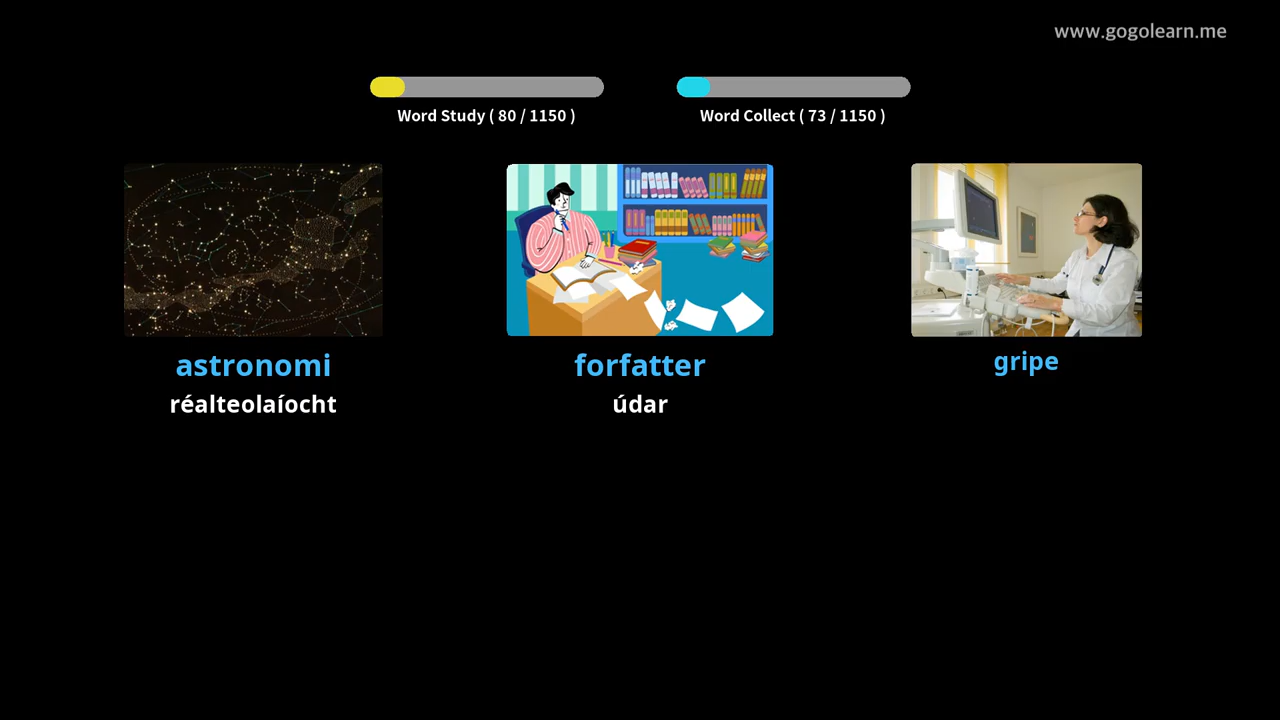 www.gogolearn.me
Word Study ( 80 / 1150 )
Word Collect ( 73 / 1150 )
astronomi
forfatter
gripe
réalteolaíocht
údar